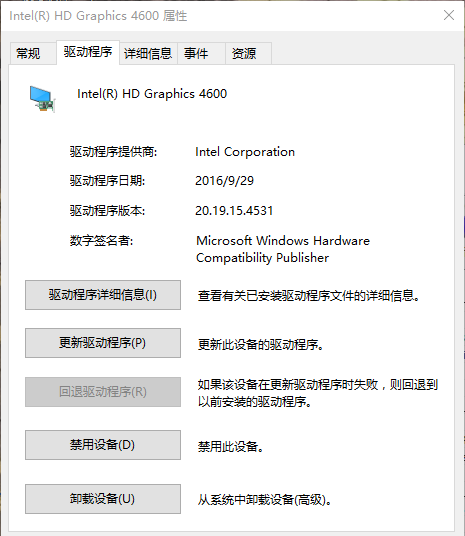 Intel(R) HD Graphics 4600 属性
常规 驱动程序 详细信息 事件 资源
Intel(R) HD Graphics 4600
驱动程序提供商: Intel Corporation
驱动程序日期: 2016/9/29
驱动程序版本: 20.19.15.4531
数字签名者: Microsoft Windows Hardware
Compatibility Publisher
驱动程序详细信息(I) 查看有关已安装驱动程序文件的详细信息。
更新驱动程序(P) 更新此设备的驱动程序。
回退驱动程序(R) 如果该设备在更新驱动程序时失败，则回退到
以前安装的驱动程序。
禁用设备(D) 禁用此设备。
卸载设备(U) 从系统中卸载设备(高级)。